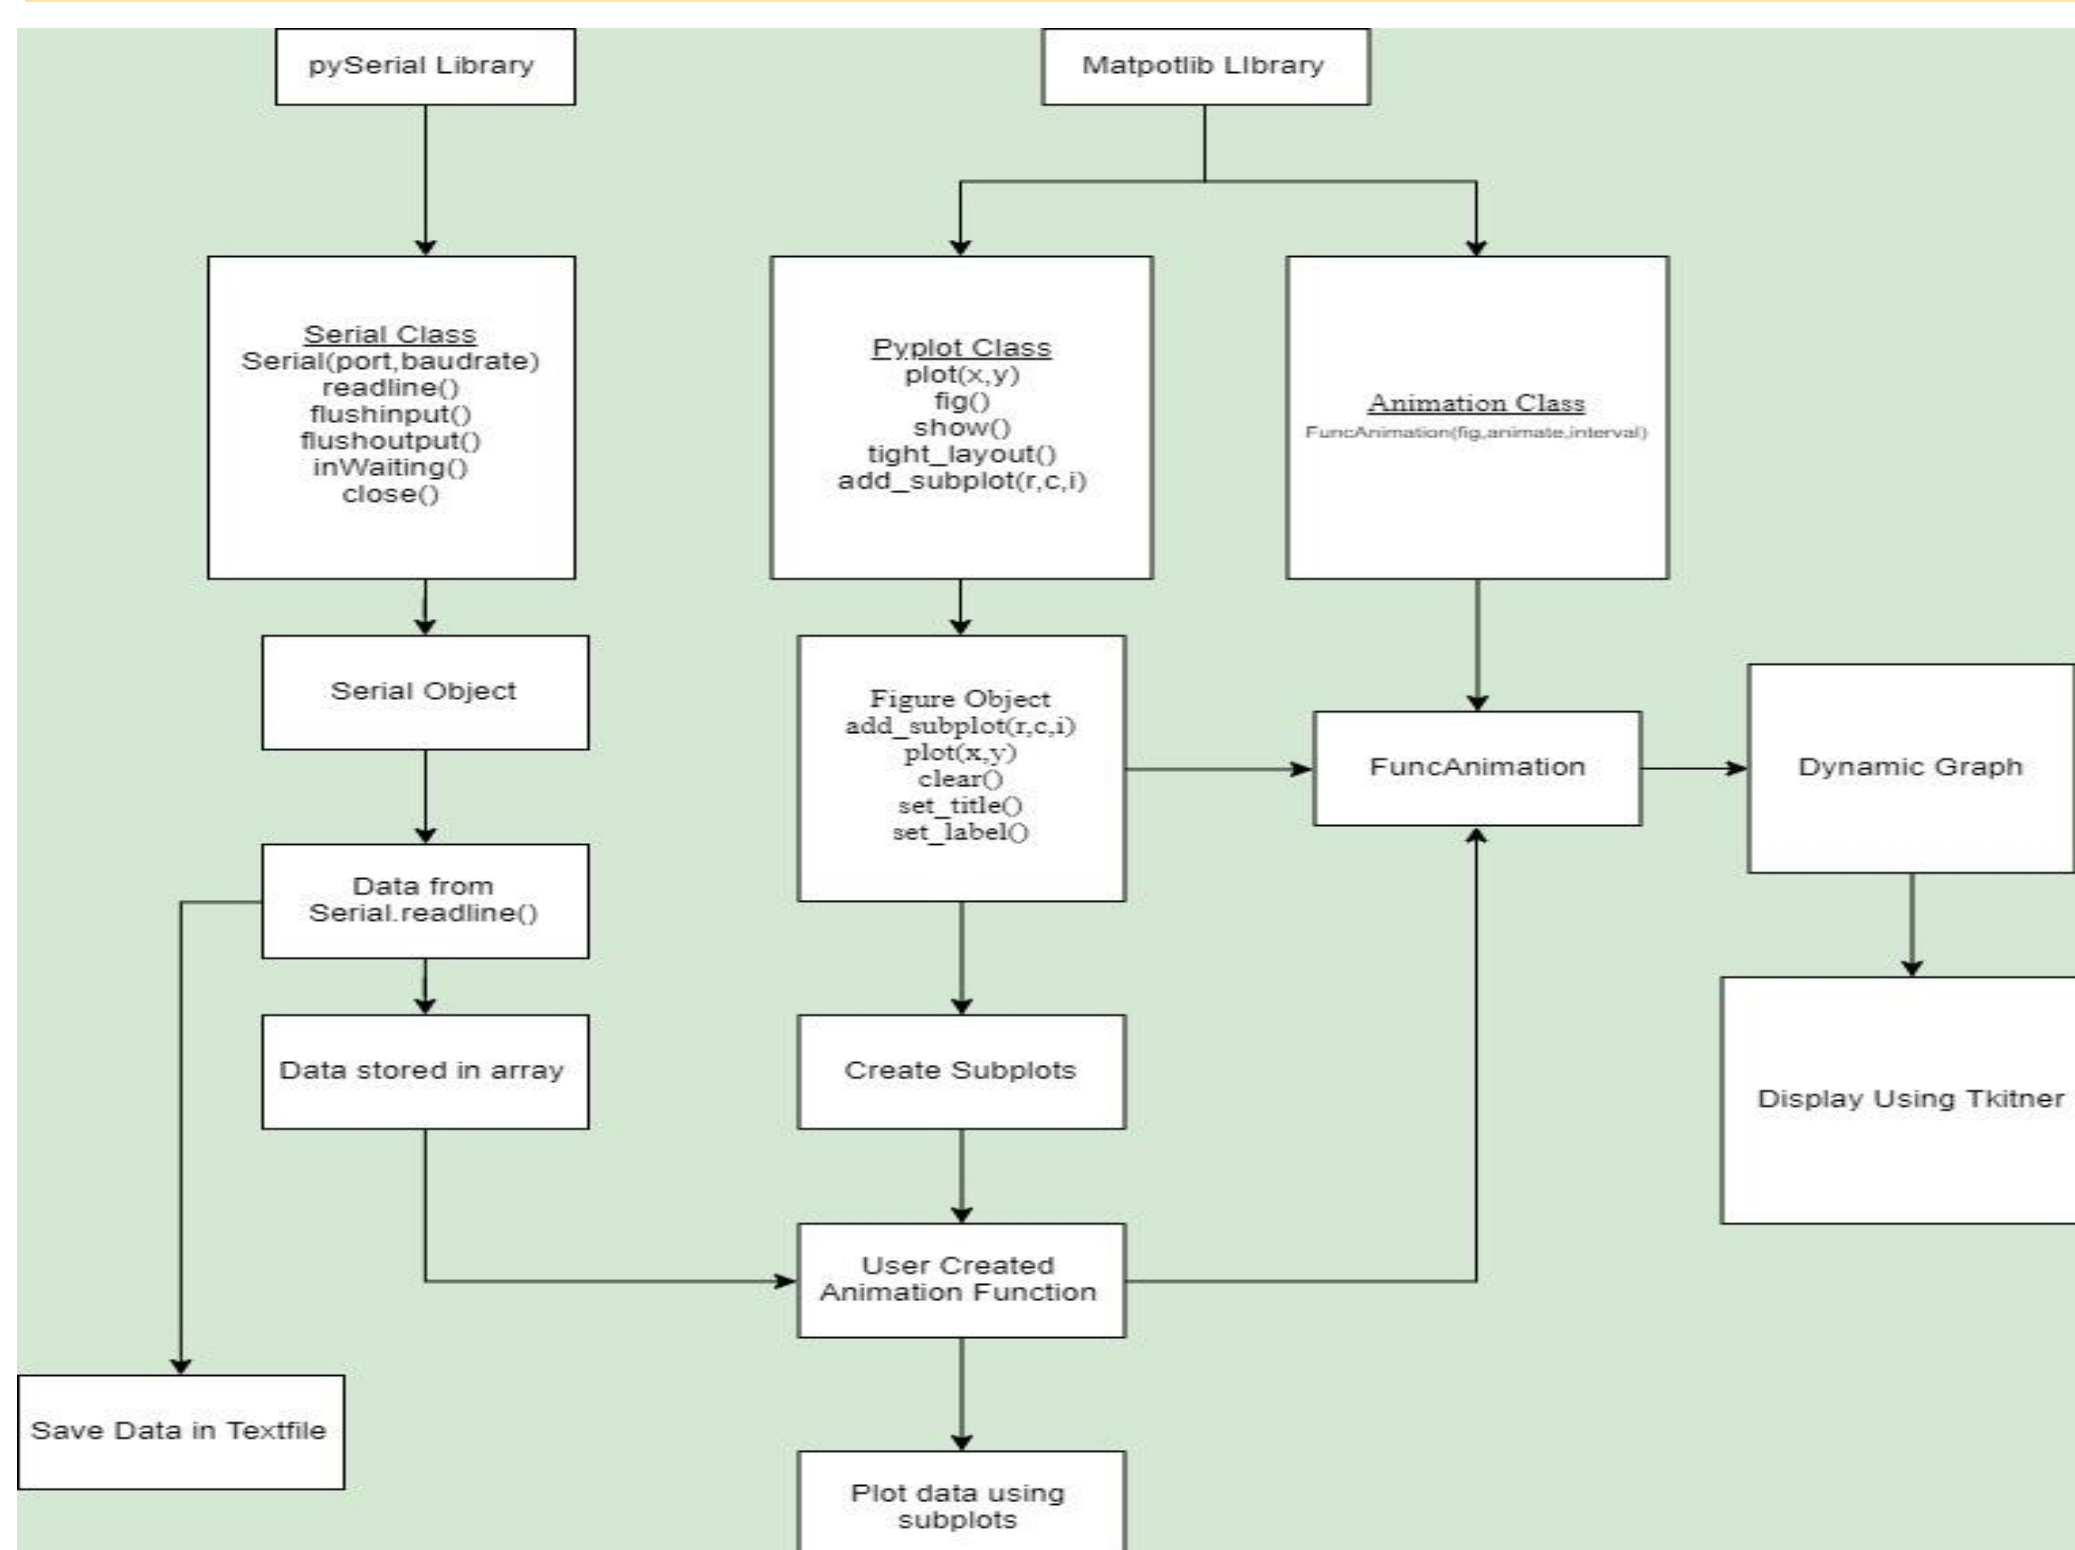 pySerial Library
Matpotlib LIbrary
Serial Class
Serial(port,baudrate)
readline()
flushinput()
flushoutput()
inWaiting()
close()
Pyplot Class
plot(x,y)
fig()
show()
tight_layout()
add_subplot(r,c,i)
Animation Class
FuncAnimation(fig,animate,interval)
Serial Object
Figure Object
add_subplot(r,c,i)
plot(x,y)
clear()
set_title()
set_label()
FuncAnimation
Dynamic Graph
Data from
Serial.readline()
Data stored in array
Create Subplots
Display Using Tkitner
User Created
Animation Function
Save Data in Textfile
Plot data using
subplots